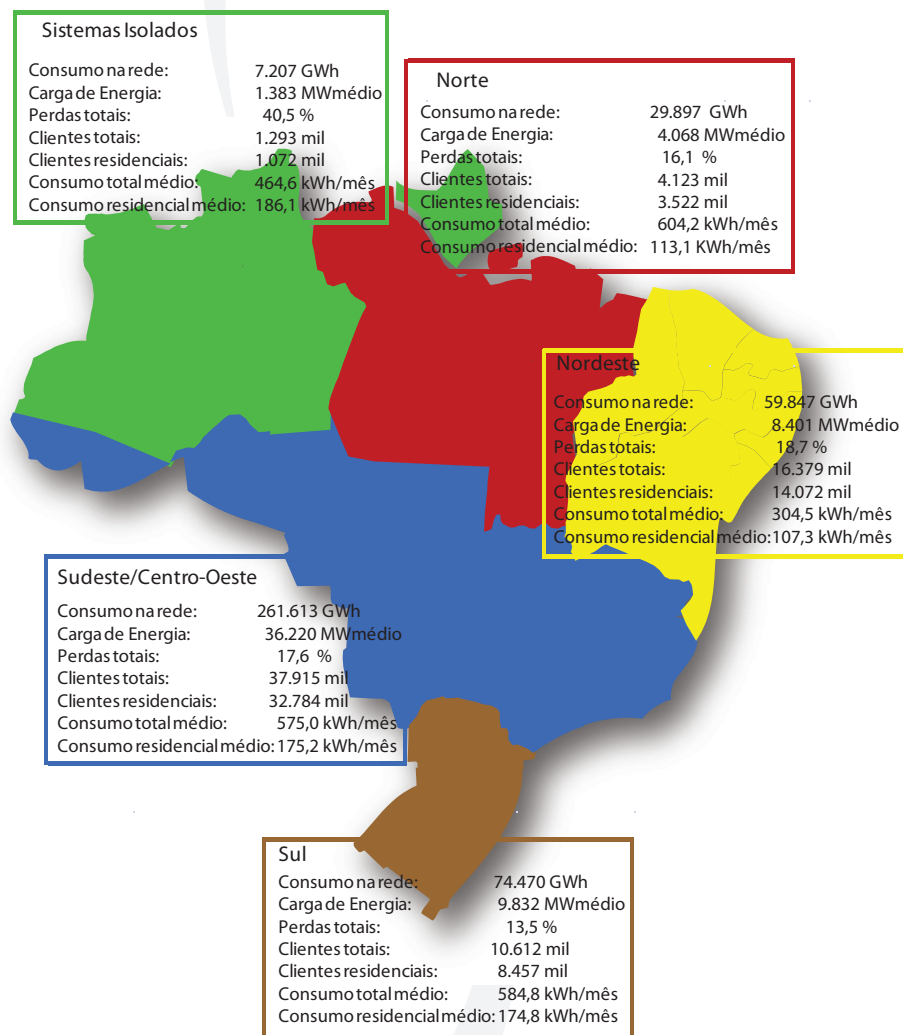 Sistemas Isolados
Consumo na rede: 7.207 GWh
Carga de Energia: 1.383 MWmédio
Perdas totais: 40,5 %
Clientes totais: 1.293 mil
Clientes residenciais: 1.072 mil
Consumo total médio: 464,6 kWh/mês
Consumo residencial médio: 186,1 kWh/mês
Norte
Consumo na rede: 29.897 GWh
Carga de Energia: 4.068 MWmédio
Perdas totais: 16,1 %
Clientes totais: 4.123 mil
Clientes residenciais: 3.522 mil
Consumo total médio: 604,2 kWh/mês
Consumo residencial médio: 113,1 KWh/mês
Nordeste
Consumo na rede: 59.847 GWh
Carga de Energia: 8.401 MWmédio
Perdas totais: 18,7 %
Clientes totais: 16.379 mil
Clientes residenciais: 14.072 mil
Consumo total médio: 304,5 kWh/mês
Consumo residencial médio: 107,3 kWh/mês
Sudeste/Centro-Oeste
Consumo na rede: 261.613 GWh
Carga de Energia: 36.220 MWmédio
Perdas totais: 17,6 %
Clientes totais: 37.915 mil
Clientes residenciais: 32.784 mil
Consumo total médio: 575,0 kWh/mês
Consumo residencial médio: 175,2 kWh/mês
Sul
Consumo na rede: 74.470 GWh
Carga de Energia: 9.832 MWmédio
Perdas totais: 13,5 %
Clientes totais: 10.612 mil
Clientes residenciais: 8.457 mil
Consumo total médio: 584,8 kWh/mês
Consumo residencial médio: 174,8 kWh/mês